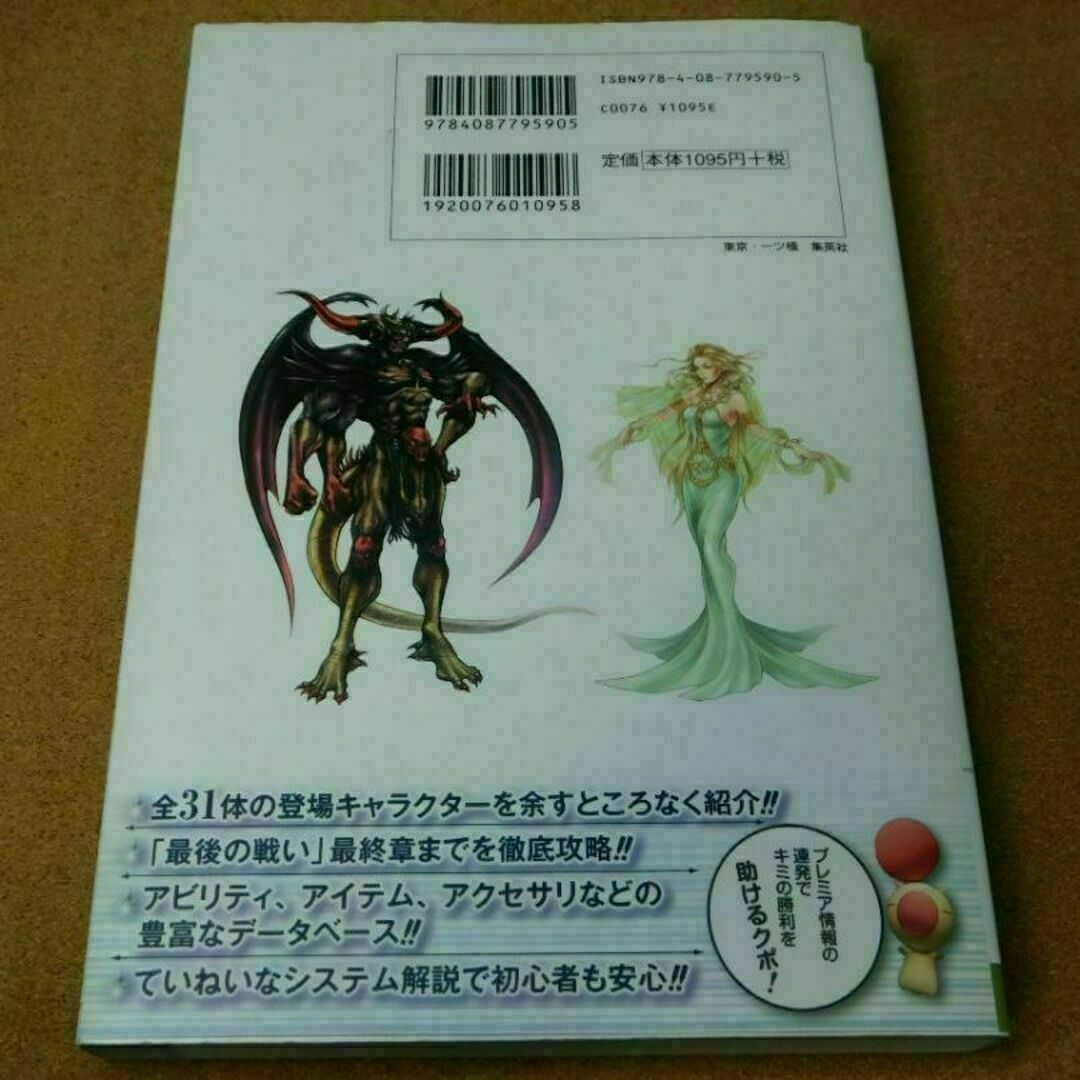 ISBN978-4-08-779590-5
C0076 ¥1095E
9784087795905
定価 本体1095円+税
1920076010958
東京・一ツ橋 集英社
全31体の登場キャラクターを余すところなく紹介!!
「最後の戦い」最終章までを徹底攻略!!
アビリティ、アイテム、アクセサリなどの
豊富なデータベース!!
ていねいなシステム解説で初心者も安心!!
プレミア情報の
連発で
キミの勝利を
助けるクポ!